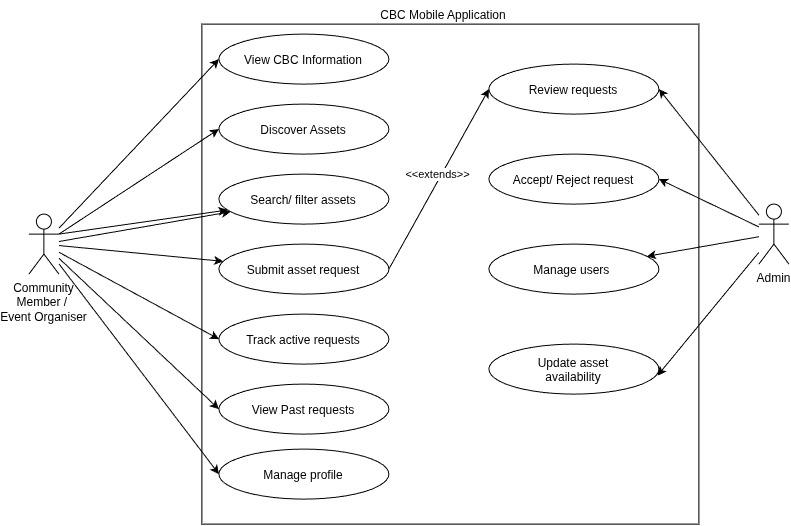 CBC Mobile Application
View CBC Information
Discover Assets
Search/ filter assets
Submit asset request
Track active requests
View Past requests
Manage profile
<<extends>>
Review requests
Accept/ Reject request
Manage users
Update asset
availability
Community
Member /
Event Organiser
Admin